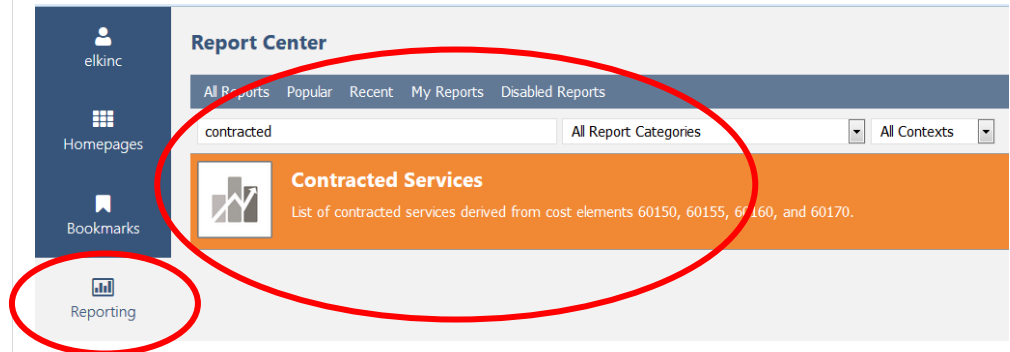 elkinc
Homepages
Bookmarks
Reporting
Report Center
All Reports Popular Recent My Reports Disabled Reports
contracted All Report Categories All Contexts
Contracted Services
List of contracted services derived from cost elements 60150, 60155, 60160, and 60170.